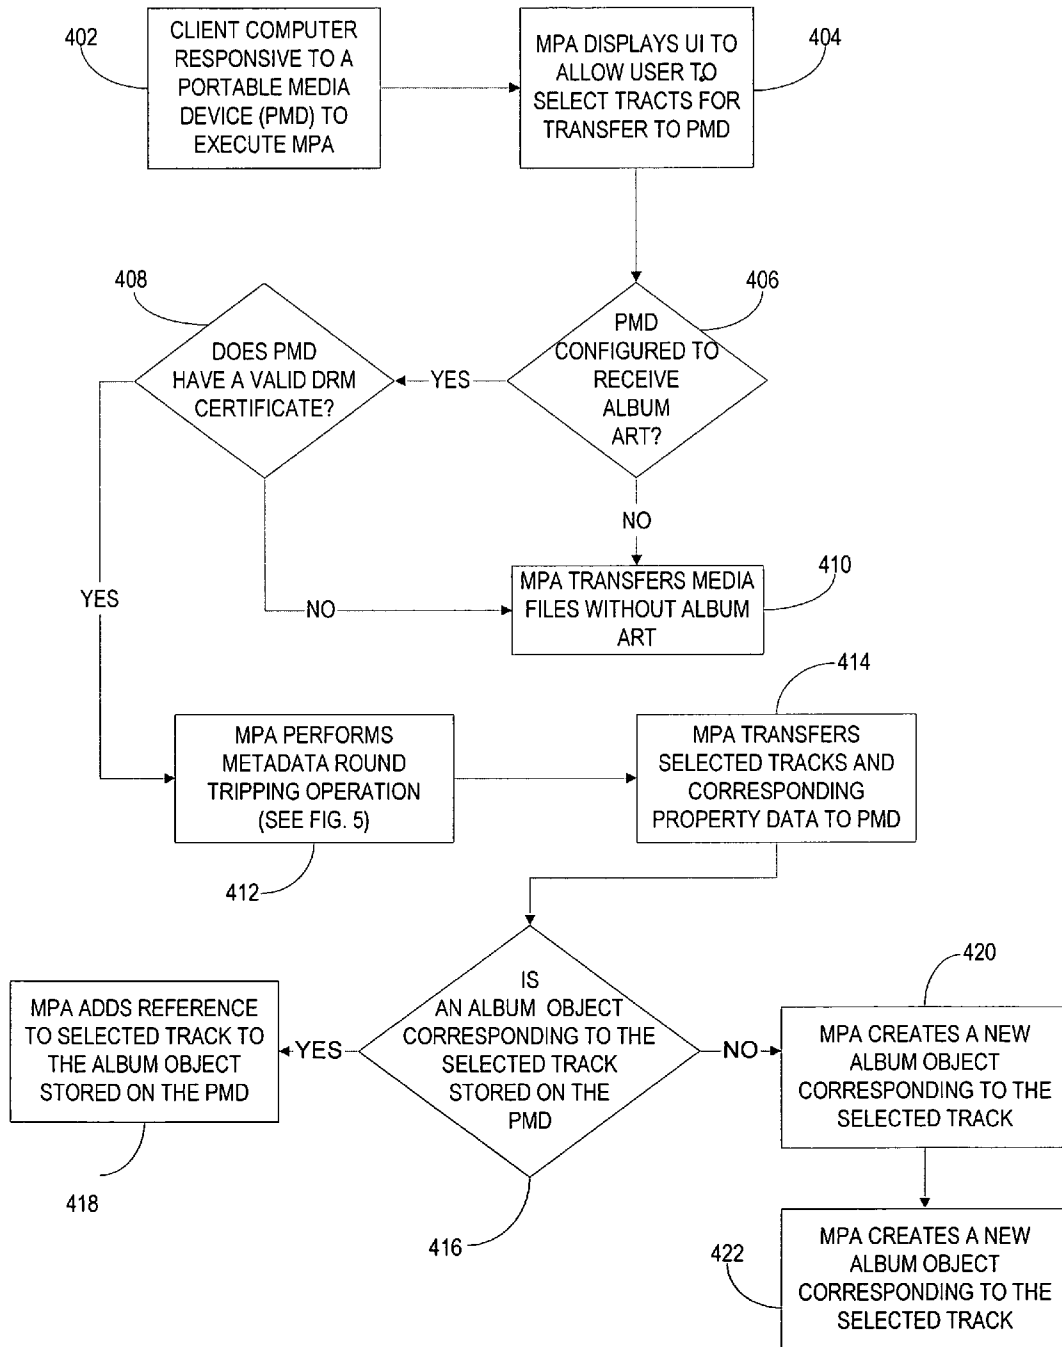 402
CLIENT COMPUTER
RESPONSIVE TO A
PORTABLE MEDIA
DEVICE (PMD) TO
EXECUTE MPA
MPA DISPLAYS UI TO
ALLOW USER TO
SELECT TRACTS FOR
TRANSFER TO PMD
404
408
DOES PMD
HAVE A VALID DRM
CERTIFICATE?
YES
406
PMD
CONFIGURED TO
RECEIVE
ALBUM
ART?
NO
YES
NO
MPA TRANSFERS MEDIA
FILES WITHOUT ALBUM
ART
410
MPA PERFORMS
METADATA ROUND
TRIPPING OPERATION
(SEE FIG. 5)
412
414
MPA TRANSFERS
SELECTED TRACKS AND
CORRESPONDING
PROPERTY DATA TO PMD
IS
AN ALBUM OBJECT
CORRESPONDING TO THE
SELECTED TRACK
STORED ON THE
PMD
416
YES
MPA ADDS REFERENCE
TO SELECTED TRACK TO
THE ALBUM OBJECT
STORED ON THE PMD
418
NO
420
MPA CREATES A NEW
ALBUM OBJECT
CORRESPONDING TO THE
SELECTED TRACK
422
MPA CREATES A NEW
ALBUM OBJECT
CORRESPONDING TO THE
SELECTED TRACK